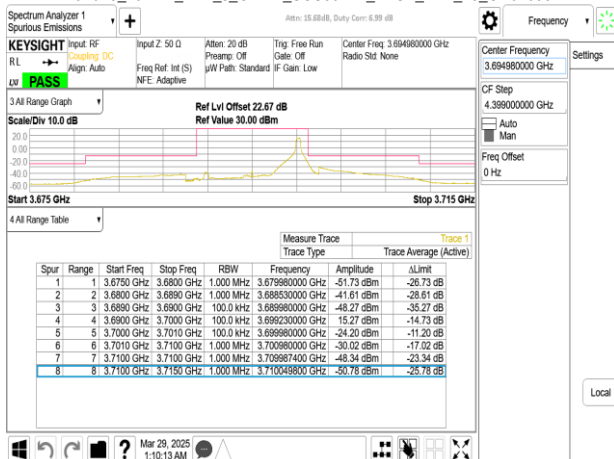 Spectrum Analyzer 1
Spurious Emissions
Attn: 15.68dB, Duty Corr: 6.99 dB
Frequency
KEYSIGHT
RL
PASS
Input: RF
Coupling: DC
Align: Auto
Input Z: 50 Ω
Freq Ref: Int (S)
NFE: Adaptive
Atten: 20 dB
Preamp: Off
µW Path: Standard
Trig: Free Run
Gate: Off
IF Gain: Low
Center Freq: 3.694980000 GHz
Radio Std: None
Center Frequency
3.694980000 GHz
Settings
CF Step
4.399000000 GHz
Auto
Man
Freq Offset
0 Hz
3 All Range Graph
Scale/Div 10.0 dB
Ref Lvl Offset 22.67 dB
Ref Value 30.00 dBm
20.0
0.00
-20.0
-40.0
-60.0
Start 3.675 GHz
Stop 3.715 GHz
4 All Range Table
Measure Trace Trace 1
Trace Type Trace Average (Active)
Spur Range Start Freq Stop Freq RBW Frequency Amplitude ΔLimit
1 1 3.6750 GHz 3.6800 GHz 1.000 MHz 3.679980000 GHz -51.73 dBm -26.73 dB
2 2 3.6800 GHz 3.6890 GHz 1.000 MHz 3.688530000 GHz -41.61 dBm -28.61 dB
3 3 3.6890 GHz 3.6900 GHz 100.0 kHz 3.689980000 GHz -48.27 dBm -35.27 dB
4 4 3.6900 GHz 3.7000 GHz 100.0 kHz 3.699230000 GHz 15.27 dBm -14.73 dB
5 5 3.7000 GHz 3.7010 GHz 100.0 kHz 3.699980000 GHz -24.20 dBm -11.20 dB
6 6 3.7010 GHz 3.7100 GHz 1.000 MHz 3.700980000 GHz -30.02 dBm -17.02 dB
7 7 3.7100 GHz 3.7100 GHz 1.000 MHz 3.709987400 GHz -48.34 dBm -23.34 dB
8 8 3.7100 GHz 3.7150 GHz 1.000 MHz 3.710049800 GHz -50.78 dBm -25.78 dB
Local
?
Mar 29, 2025
1:10:13 AM